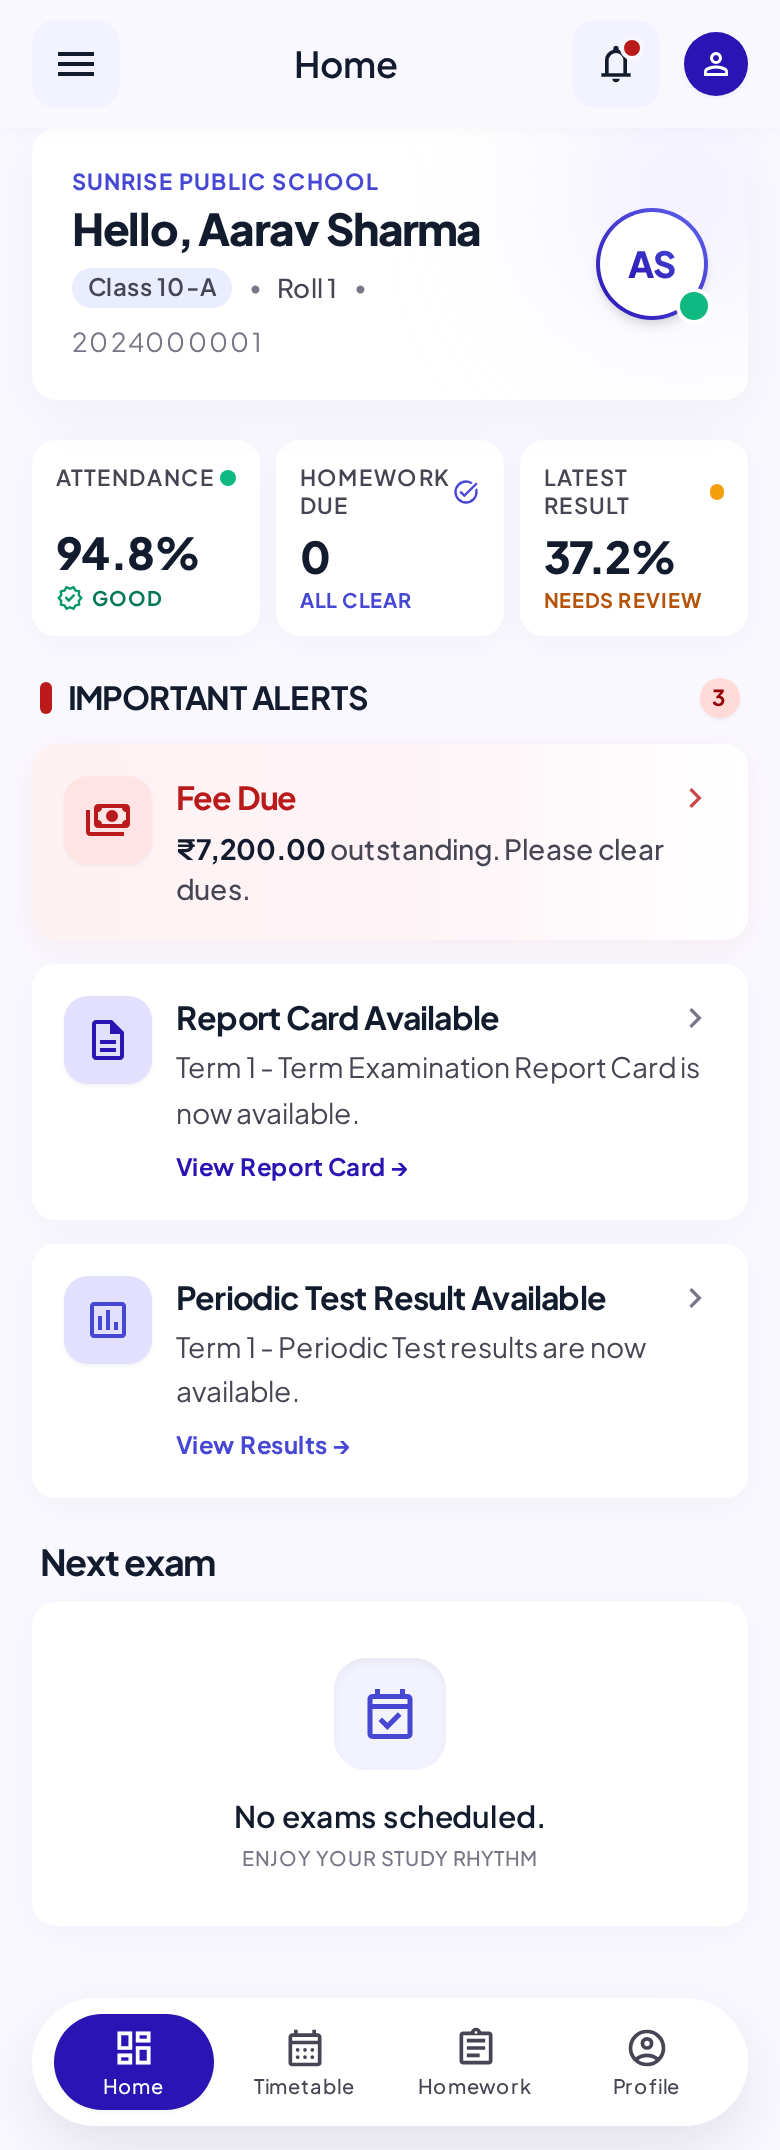 Home
SUNRISE PUBLIC SCHOOL
Hello, Aarav Sharma
Class 10-A • Roll 1 •
2024000001
AS
ATTENDANCE
94.8%
GOOD
HOMEWORK
DUE
0
ALL CLEAR
LATEST
RESULT
37.2%
NEEDS REVIEW
IMPORTANT ALERTS
3
Fee Due
₹7,200.00 outstanding. Please clear
dues.
Report Card Available
Term 1 - Term Examination Report Card is
now available.
View Report Card →
Periodic Test Result Available
Term 1 - Periodic Test results are now
available.
View Results →
Next exam
No exams scheduled.
ENJOY YOUR STUDY RHYTHM
Home
Timetable
Homework
Profile